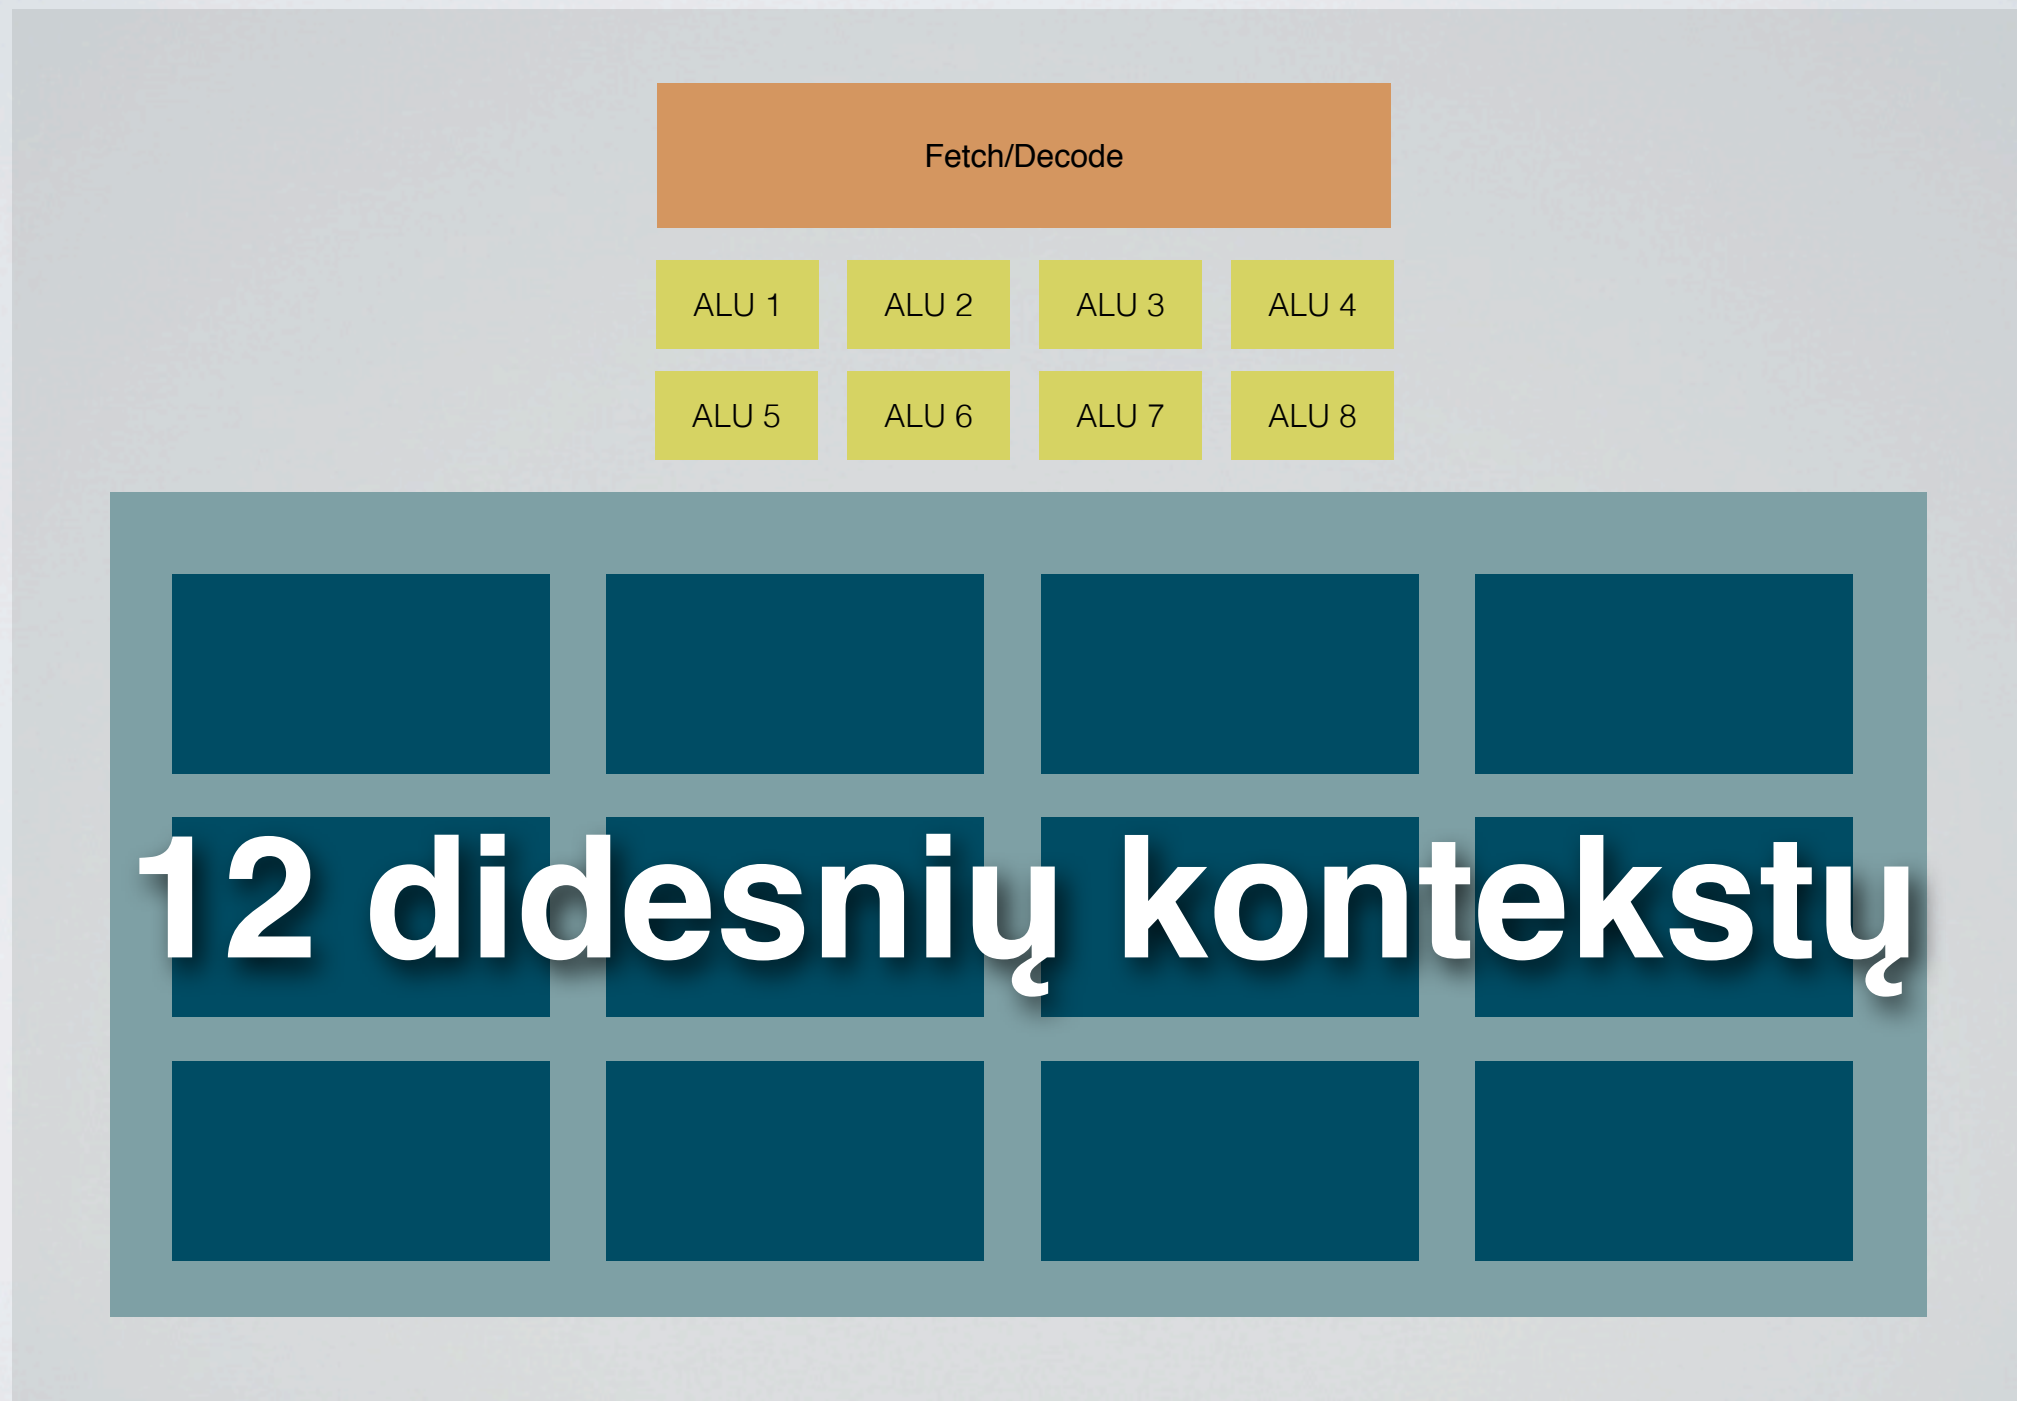 Fetch/Decode
ALU 1 ALU 2 ALU 3 ALU 4
ALU 5 ALU 6 ALU 7 ALU 8
12 didesnių kontekstų